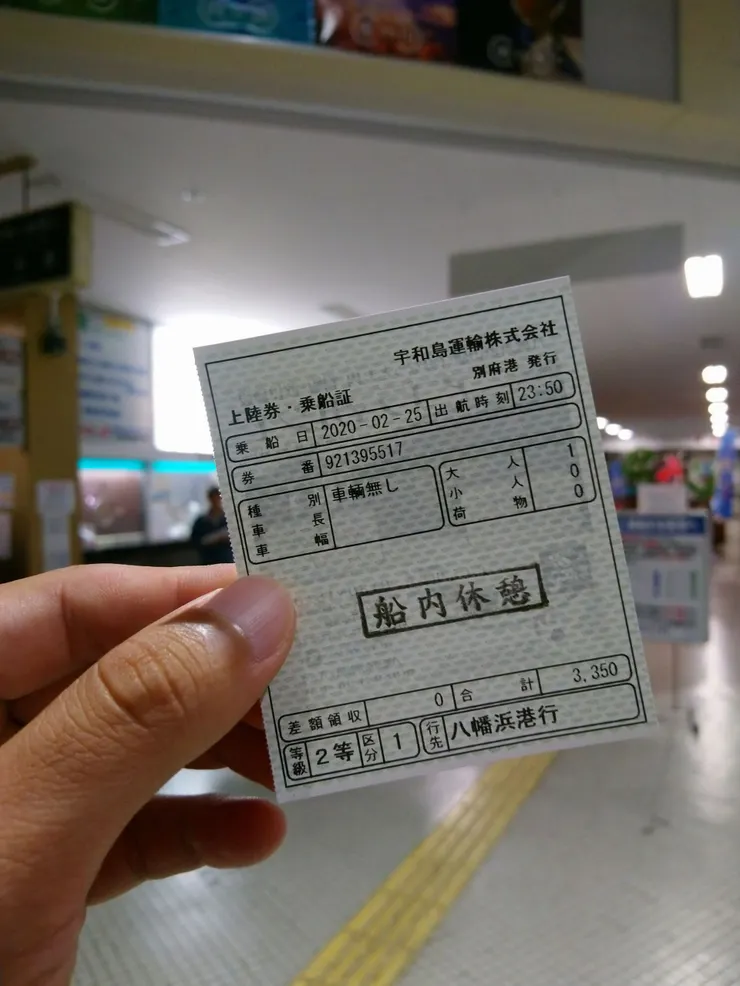 宇和島運輸株式会社
別府港 発行
上陸券・乗船証
乗船日 2020-02-25 出航時刻 23:50
券番 921395517
種別 車輌無し
車長
車幅
大人 1
小人 0
荷物 0
船内休憩
差額領収 0 合計 3,350
等級 2等 区分 1 行先 八幡浜港行